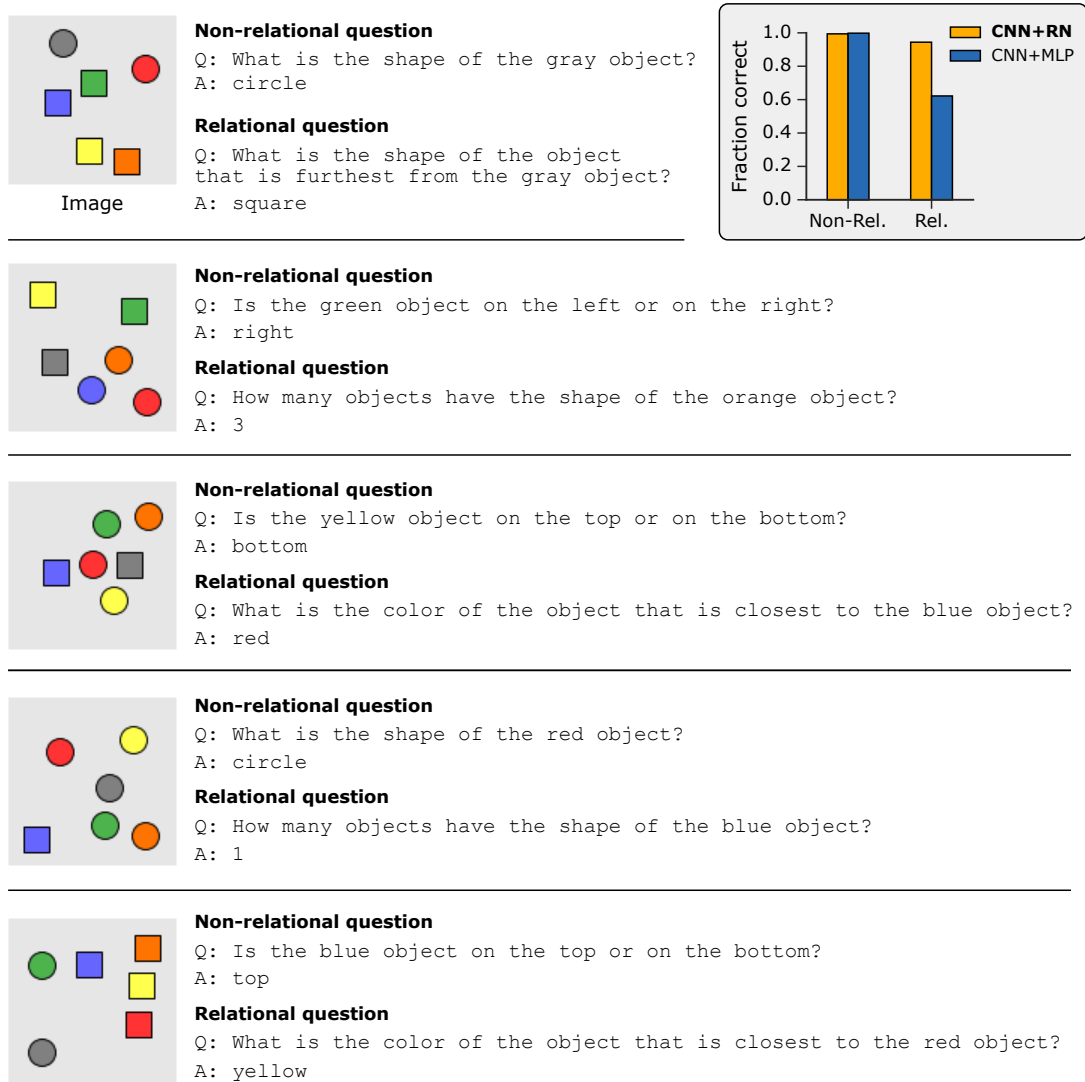 Non-relational question
Q: What is the shape of the gray object?
A: circle
Relational question
Q: What is the shape of the object
that is furthest from the gray object?
A: square
Image
1.0
0.8
0.6
0.4
0.2
0.0
Fraction correct
Non-Rel.
Rel.
CNN+RN
CNN+MLP
Non-relational question
Q: Is the green object on the left or on the right?
A: right
Relational question
Q: How many objects have the shape of the orange object?
A: 3
Non-relational question
Q: Is the yellow object on the top or on the bottom?
A: bottom
Relational question
Q: What is the color of the object that is closest to the blue object?
A: red
Non-relational question
Q: What is the shape of the red object?
A: circle
Relational question
Q: How many objects have the shape of the blue object?
A: 1
Non-relational question
Q: Is the blue object on the top or on the bottom?
A: top
Relational question
Q: What is the color of the object that is closest to the red object?
A: yellow